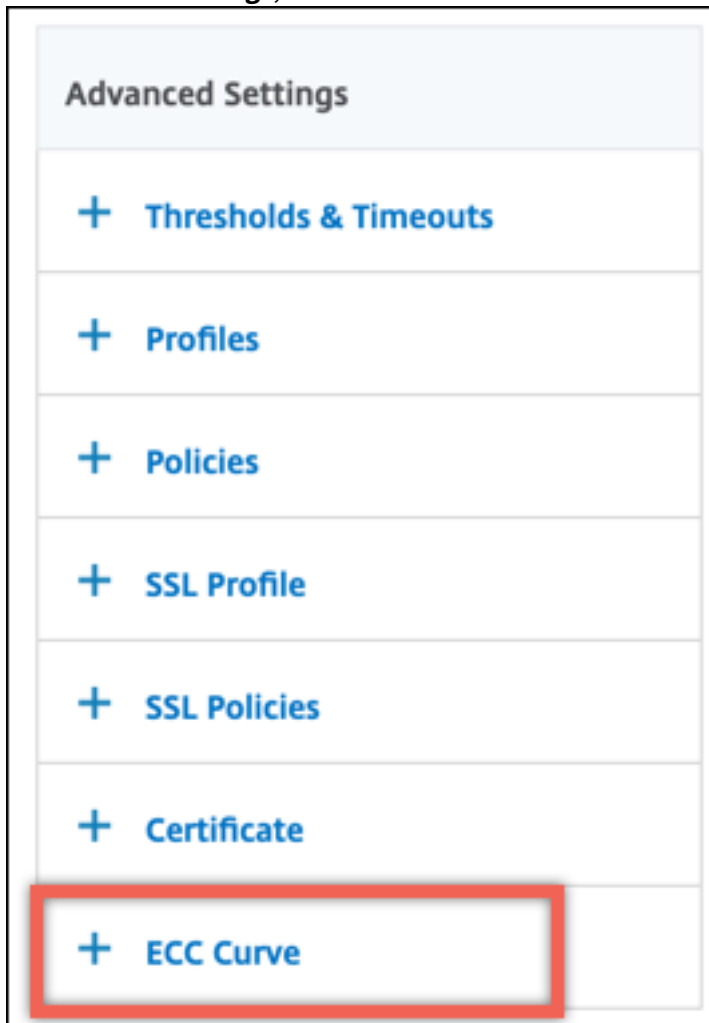 Advanced Settings
+ Thresholds & Timeouts
+ Profiles
+ Policies
+ SSL Profile
+ SSL Policies
+ Certificate
+ ECC Curve